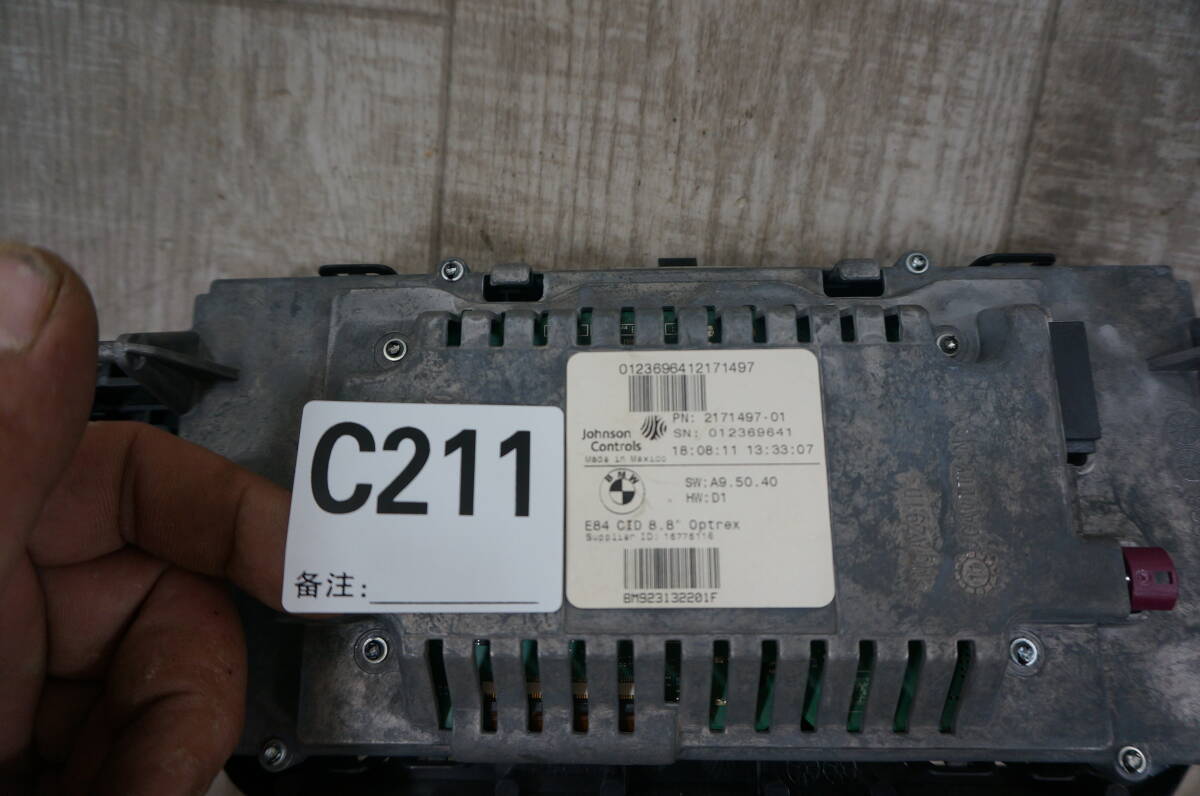 C211
备注:
0123696412171497
PN: 2171497-01
SN: 012369641
Johnson
Controls
Made in Mexico
18:08:11 13:33:07
BMW
SW:A9.50.40
HW:D1
E84 CID 8.8" Optrex
Supplier ID: 16776116
BM923132201F